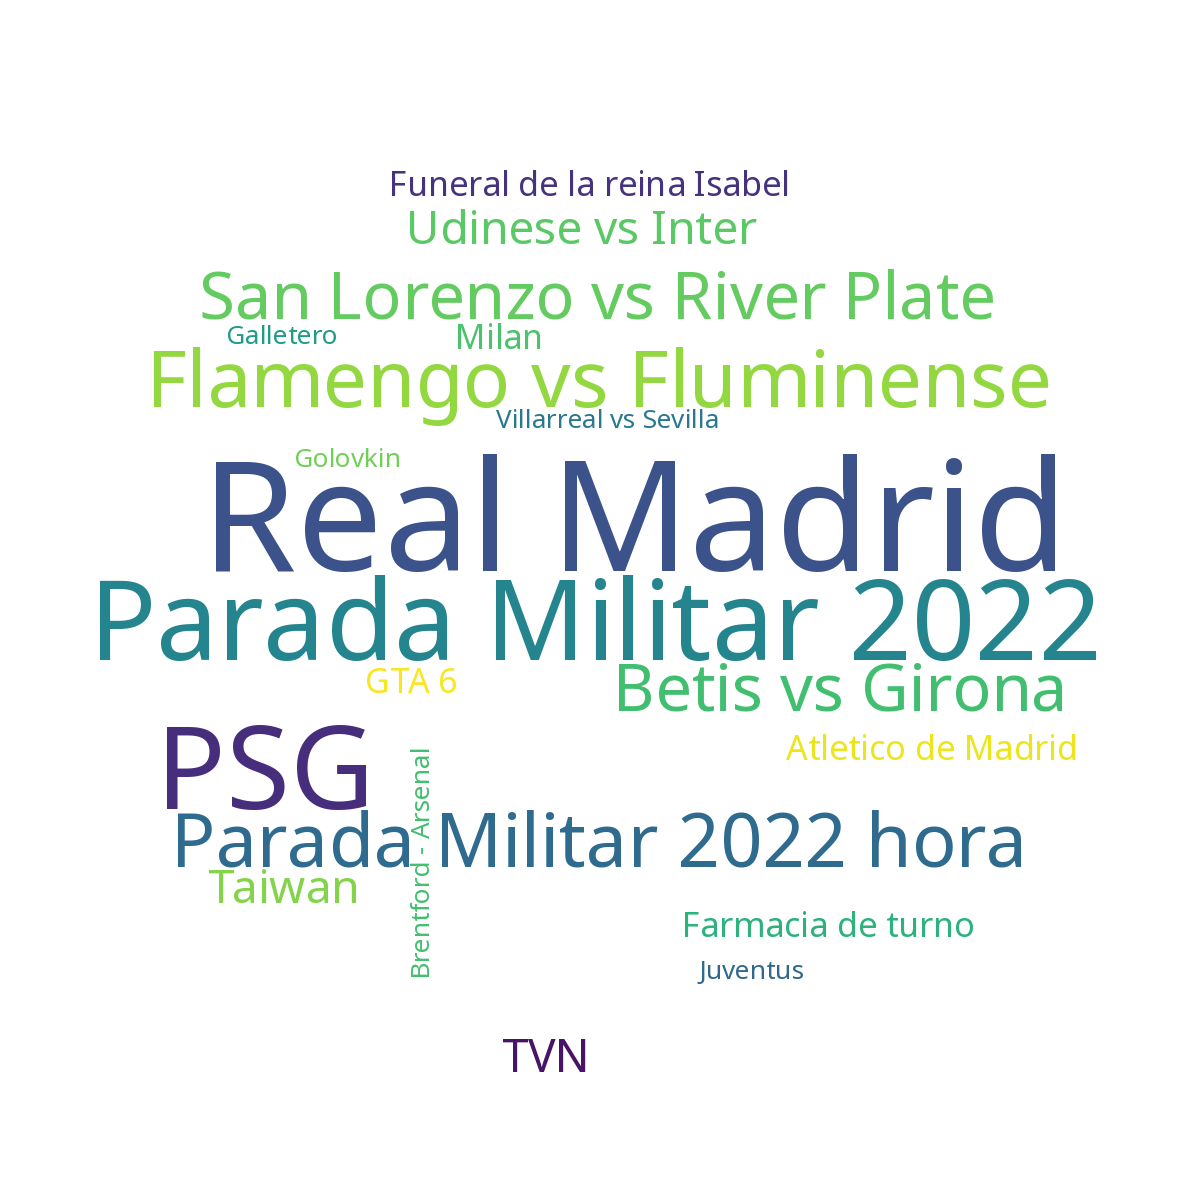 Funeral de la reina Isabel
Udinese vs Inter
San Lorenzo vs River Plate
Galletero
Milan
Flamengo vs Fluminense
Villarreal vs Sevilla
Golovkin
Real Madrid
Parada Militar 2022
GTA 6
Betis vs Girona
PSG
Atletico de Madrid
Brentford - Arsenal
Parada Militar 2022 hora
Taiwan
Farmacia de turno
Juventus
TVN